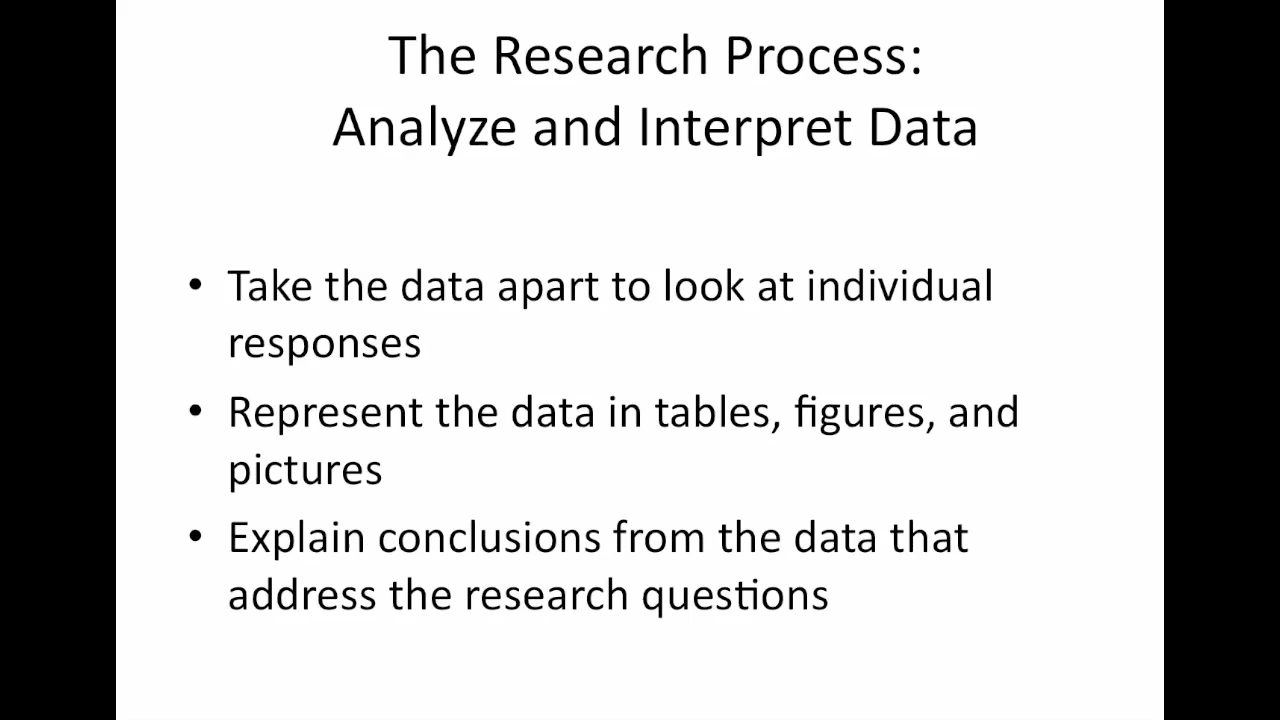 The Research Process:
Analyze and Interpret Data
• Take the data apart to look at individual
responses
• Represent the data in tables, figures, and
pictures
• Explain conclusions from the data that
address the research questions